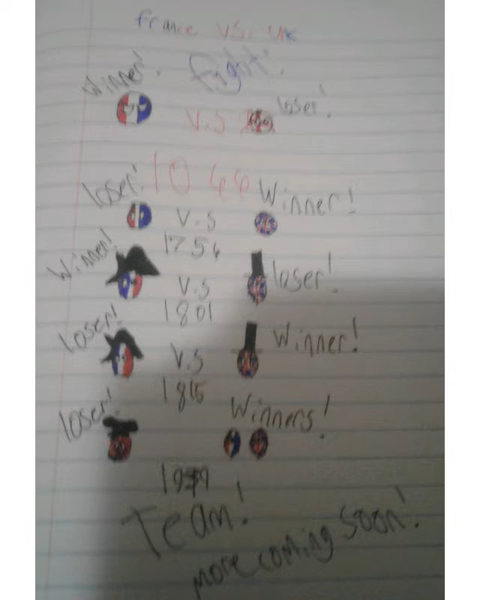 France VS. UK
fight!
Winner!
V.S
loser!
1066
loser!
V.S
Winner!
1754
Winner!
V.S
loser!
1801
loser!
V.S
Winner!
1815
loser!
Winners!
Team!
more coming soon!